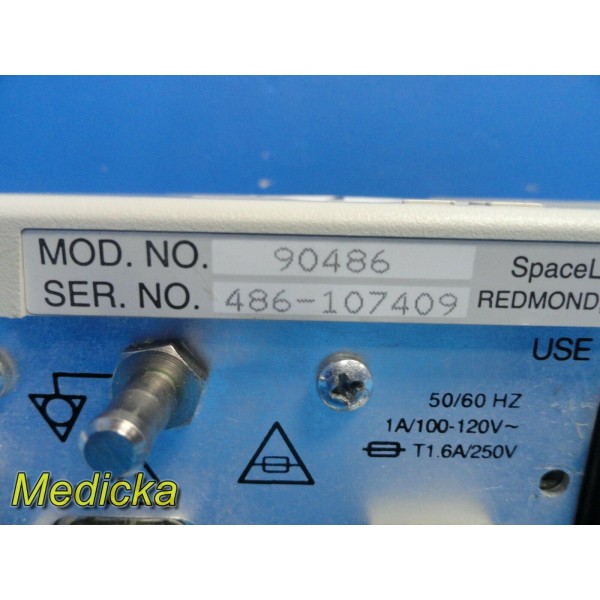 MOD. NO. 90486
SpaceL
SER. NO. 486-107409
REDMOND,
USE
50/60 HZ
1A/100-120V~
T1.6A/250V
Medicka